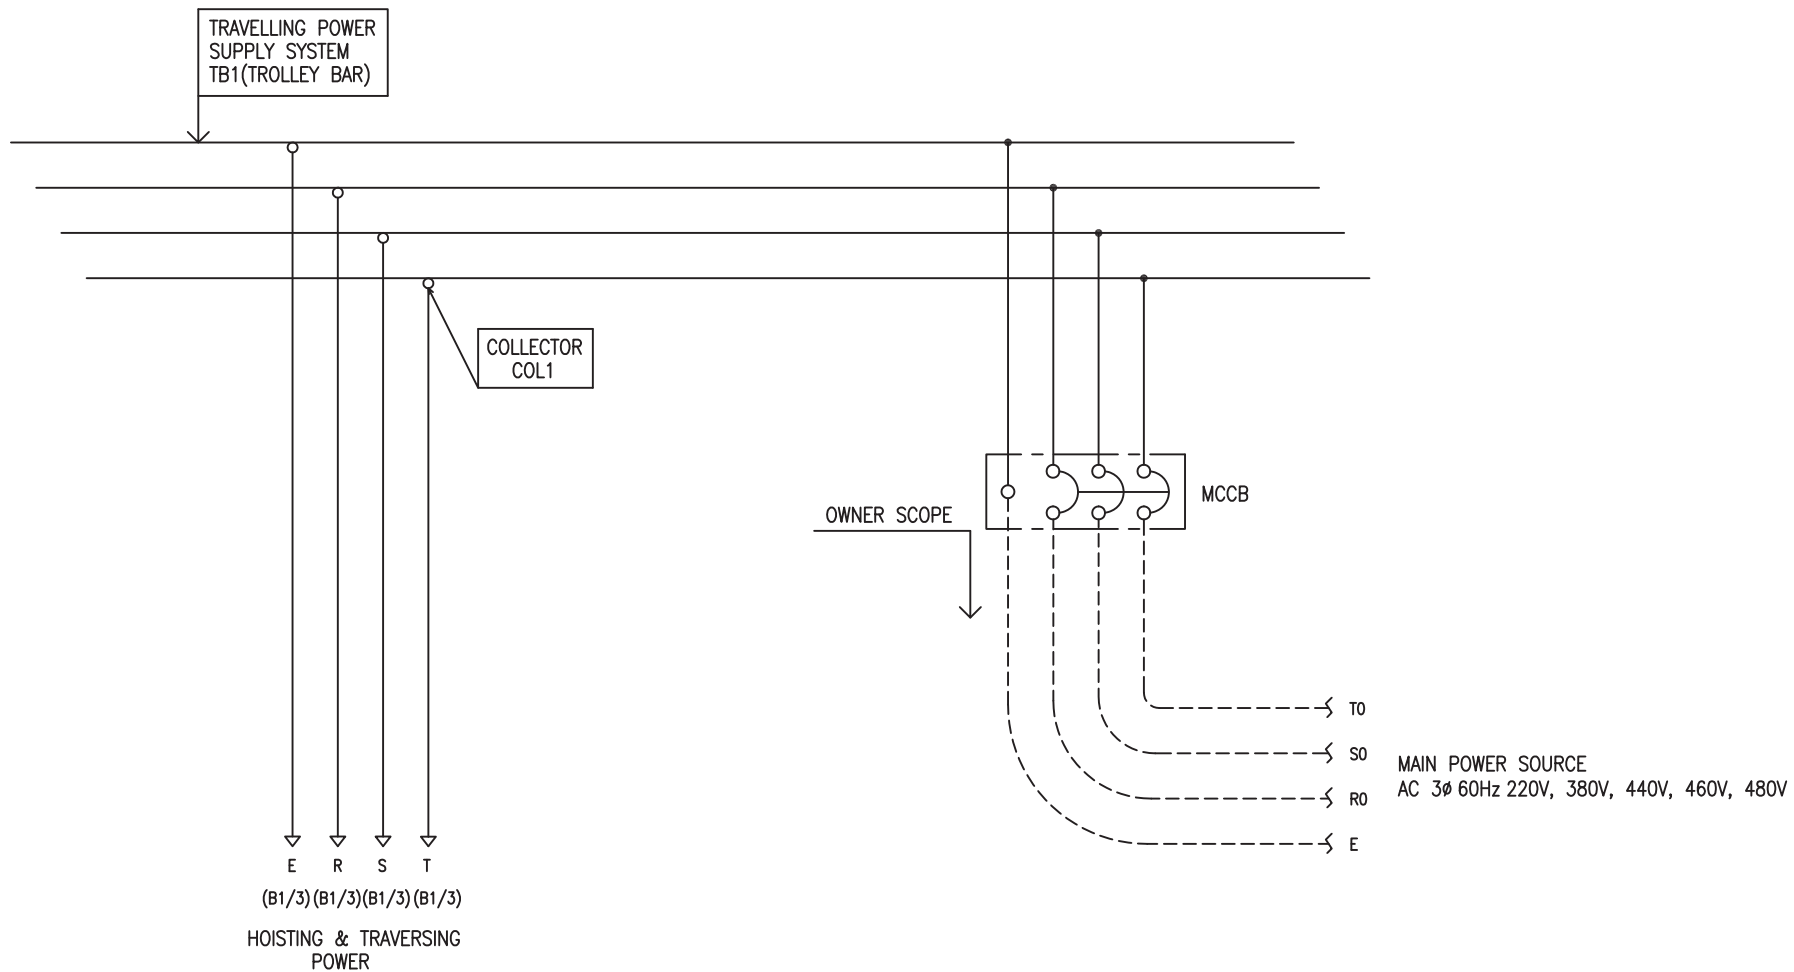 TRAVELLING POWER
SUPPLY SYSTEM
TB1(TROLLEY BAR)
COLLECTOR
COL1
MCCB
OWNER SCOPE
T0
S0
MAIN POWER SOURCE
AC 3ø 60Hz 220V, 380V, 440V, 460V, 480V
R0
E
E R S T
(B1/3) (B1/3) (B1/3) (B1/3)
HOISTING & TRAVERSING
POWER